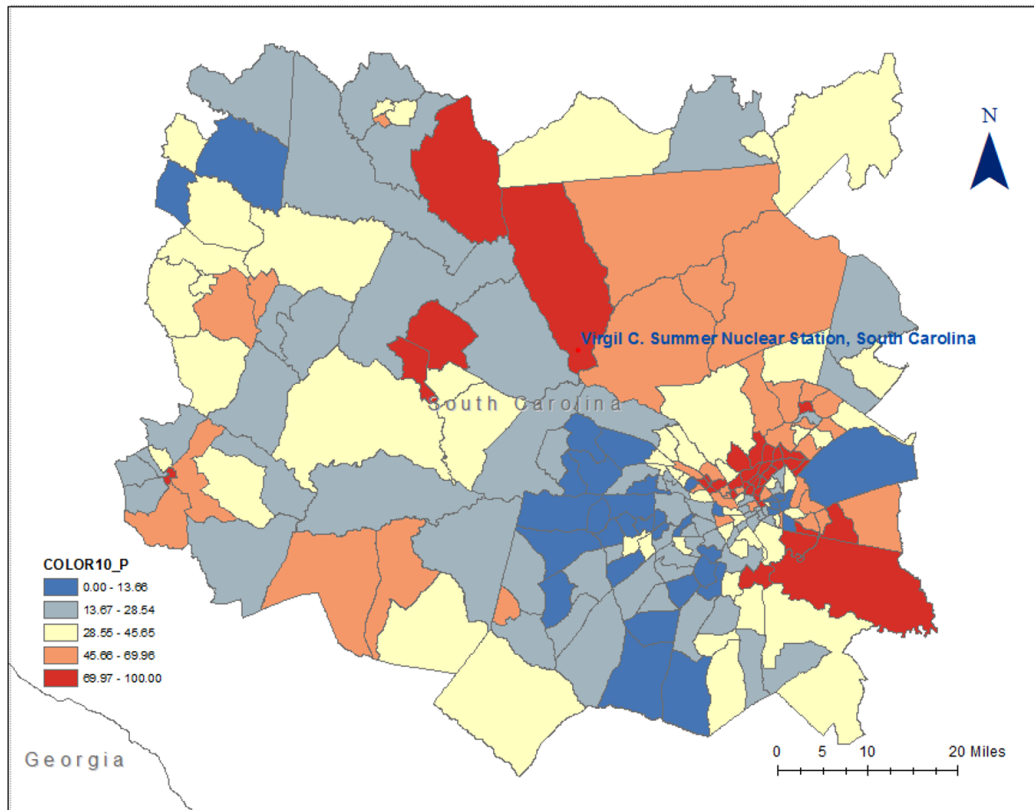 N
Virgil C. Summer Nuclear Station, South Carolina
South Carolina
COLOR10_P
0.00 - 13.66
13.67 - 28.54
28.55 - 45.65
45.66 - 69.96
69.97 - 100.00
0 5 10 20 Miles
Georgia